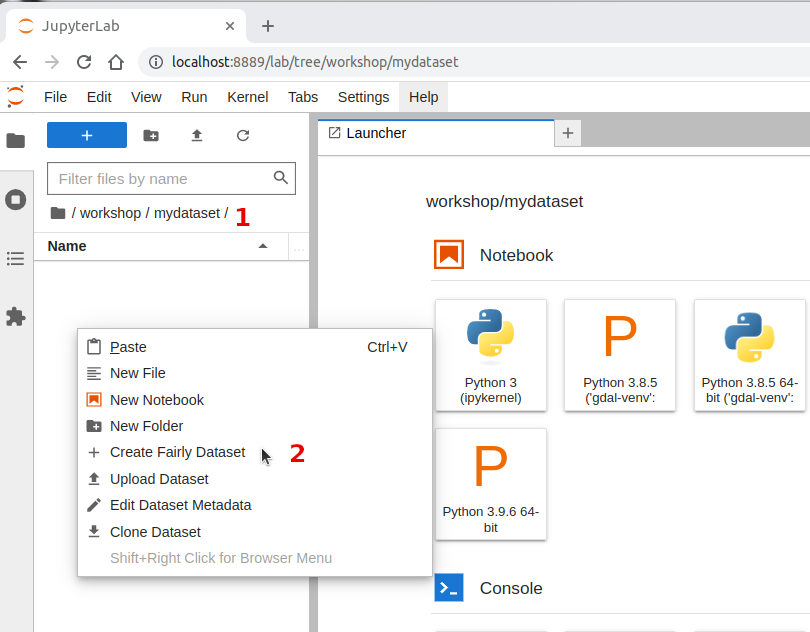 JupyterLab
localhost:8889/lab/tree/workshop/mydataset
File Edit View Run Kernel Tabs Settings Help
Launcher
Filter files by name
/ workshop / mydataset / 1
Name
...
Paste Ctrl+V
New File
New Notebook
New Folder
Create Fairly Dataset 2
Upload Dataset
Edit Dataset Metadata
Clone Dataset
Shift+Right Click for Browser Menu
workshop/mydataset
Notebook
Python 3
(ipykernel)
P
Python 3.8.5
('gdal-venv':
Python 3.8.5 64-
bit ('gdal-venv':
P
Python 3.9.6 64-
bit
Console